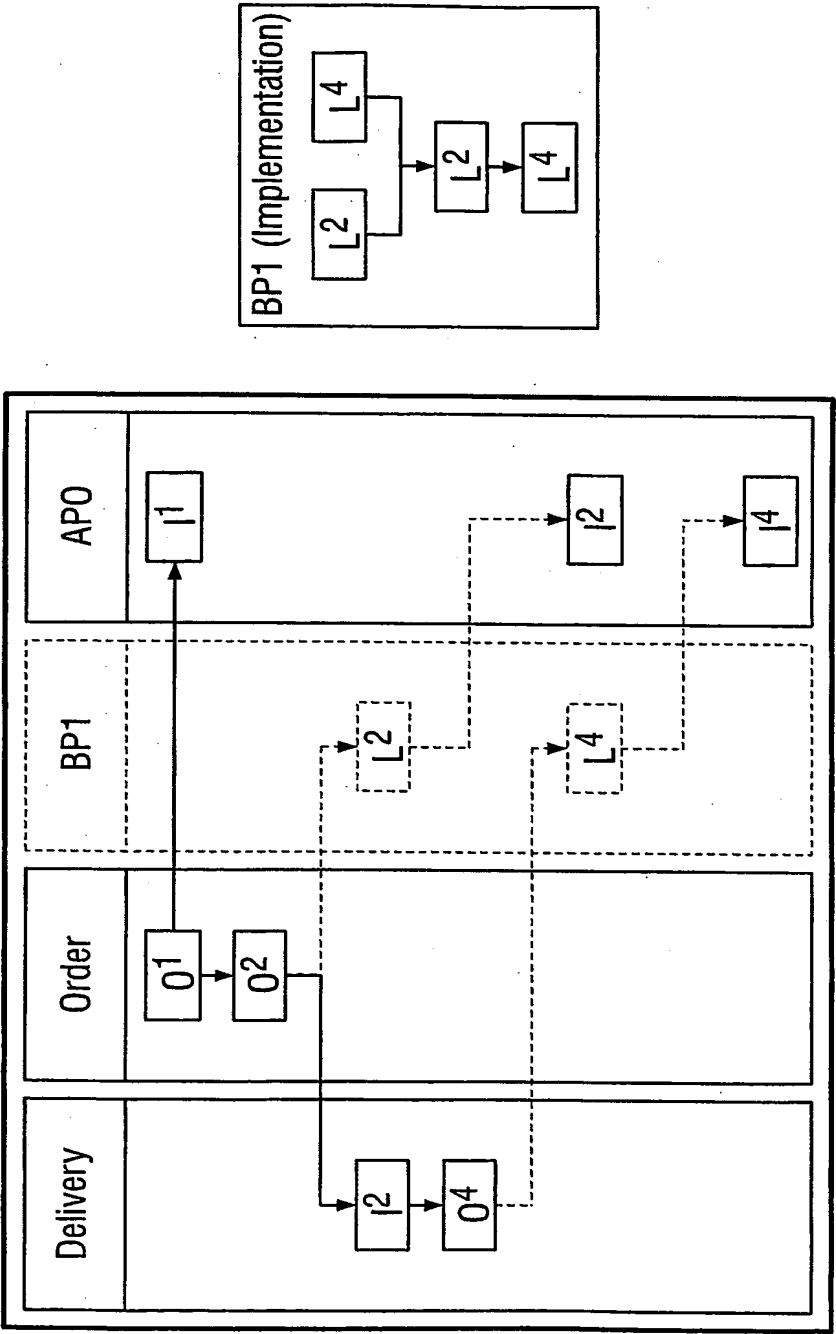 Delivery Order BP1 APO
O¹ I¹
O²
I² L²
O⁴
L⁴ I²
I⁴
BP1 (Implementation)
L² L⁴
L²
L⁴